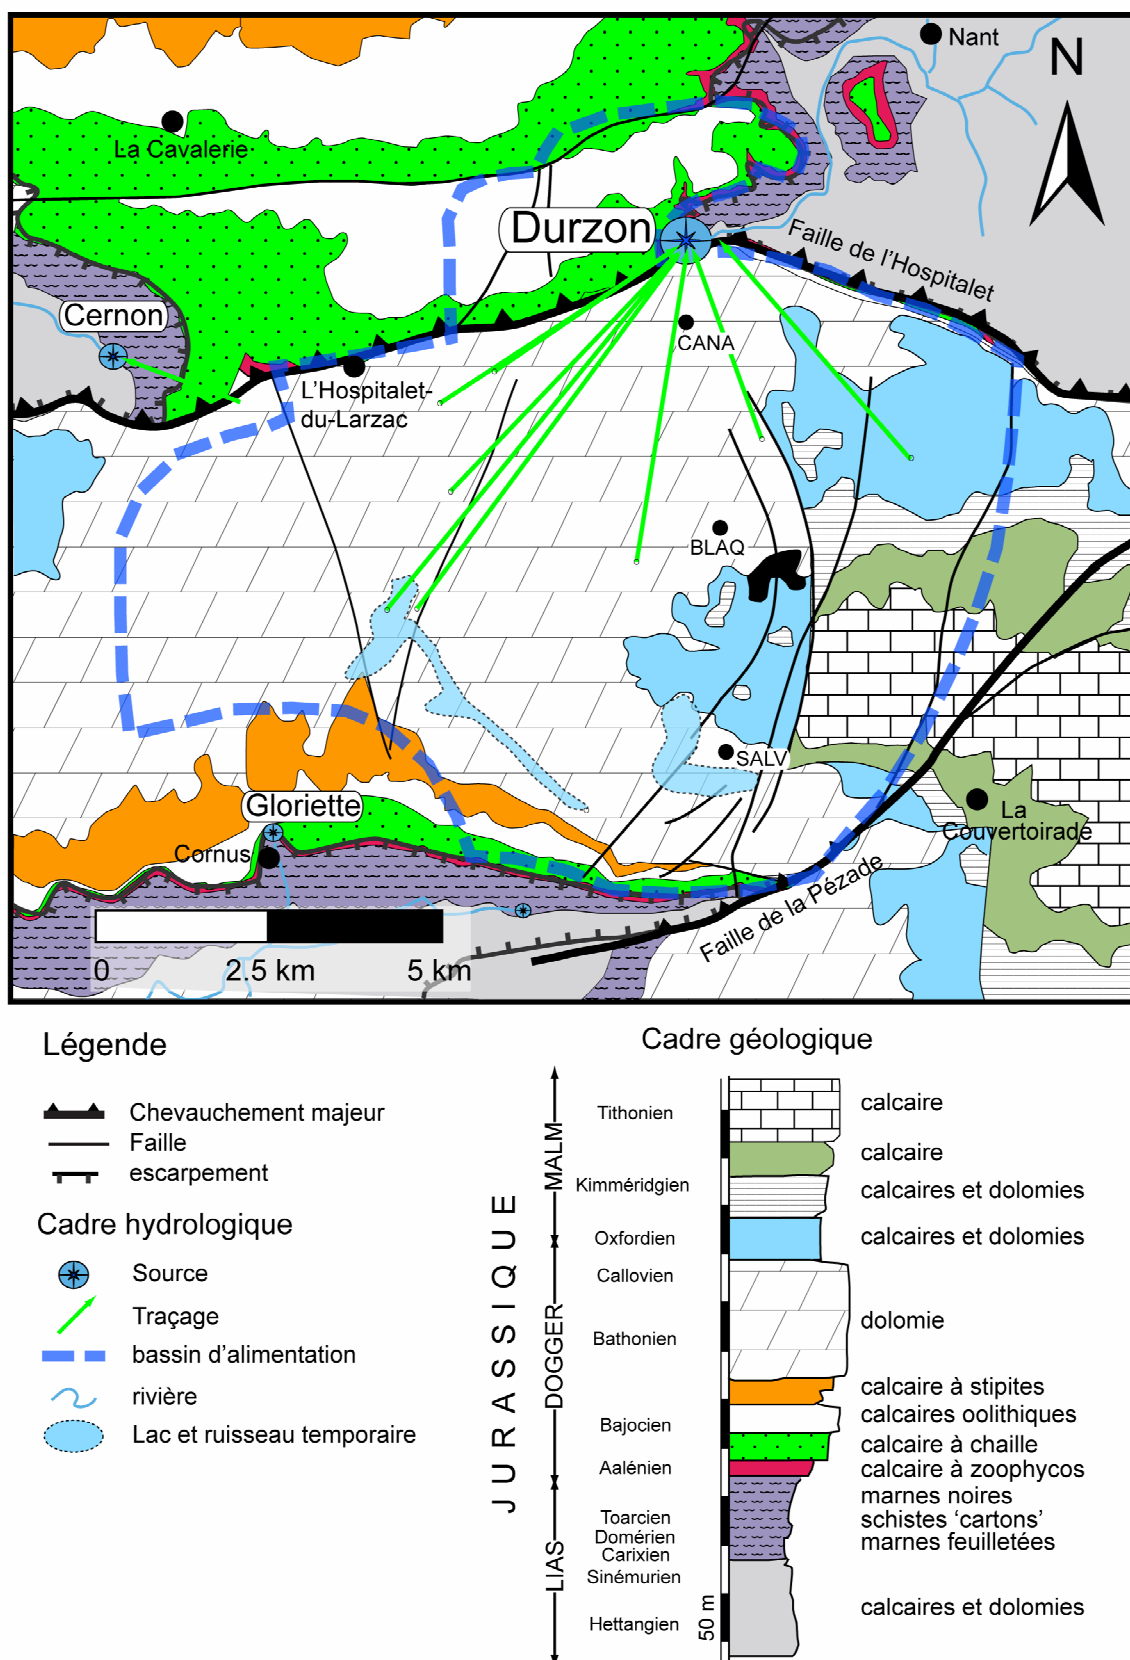 Nant
N
La Cavalerie
Durzon
Faille de l'Hospitalet
Cernon
CANA
L'Hospitalet-
du-Larzac
BLAQ
SALV
Gloriette
La
Couvertoirade
Cornus
Faille de la Pézade
0 2.5 km 5 km
Légende
Chevauchement majeur
Faille
escarpement
Cadre hydrologique
Source
Traçage
bassin d'alimentation
rivière
Lac et ruisseau temporaire
Cadre géologique
JURASSIQUE
MALM
DOGGER
LIAS
Tithonien
Kimméridgien
Oxfordien
Callovien
Bathonien
Bajocien
Aalénien
Toarcien
Domérien
Carixien
Sinémurien
Hettangien
50 m
calcaire
calcaire
calcaires et dolomies
calcaires et dolomies
dolomie
calcaire à stipites
calcaires oolithiques
calcaire à chaille
calcaire à zoophycos
marnes noires
schistes 'cartons'
marnes feuilletées
calcaires et dolomies